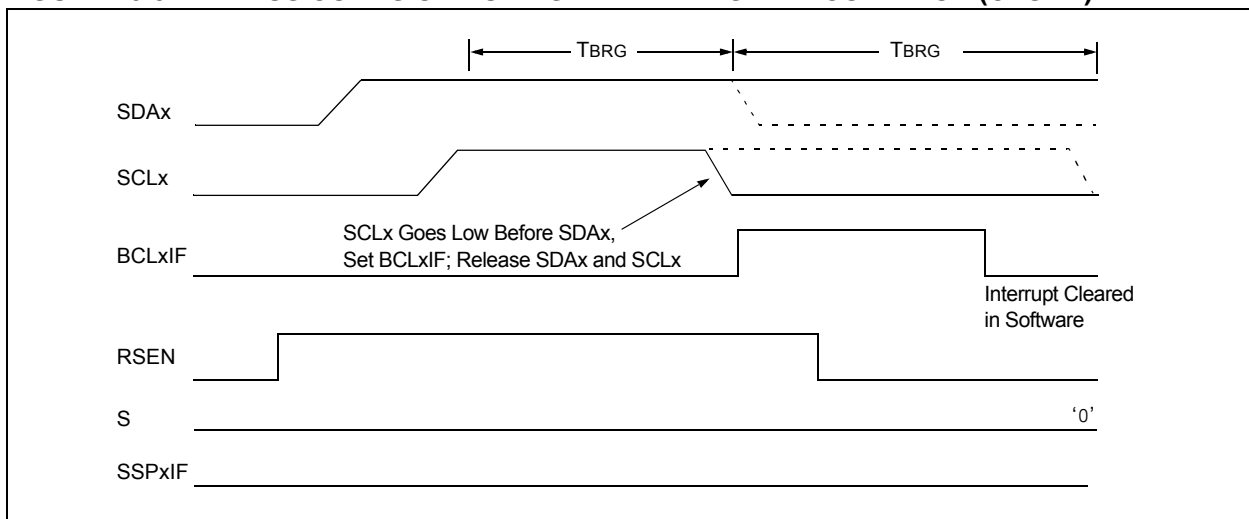 TBRG
TBRG
SDAx
SCLx
SCLx Goes Low Before SDAx,
Set BCLxIF; Release SDAx and SCLx
BCLxIF
Interrupt Cleared
in Software
RSEN
S
'0'
SSPxIF